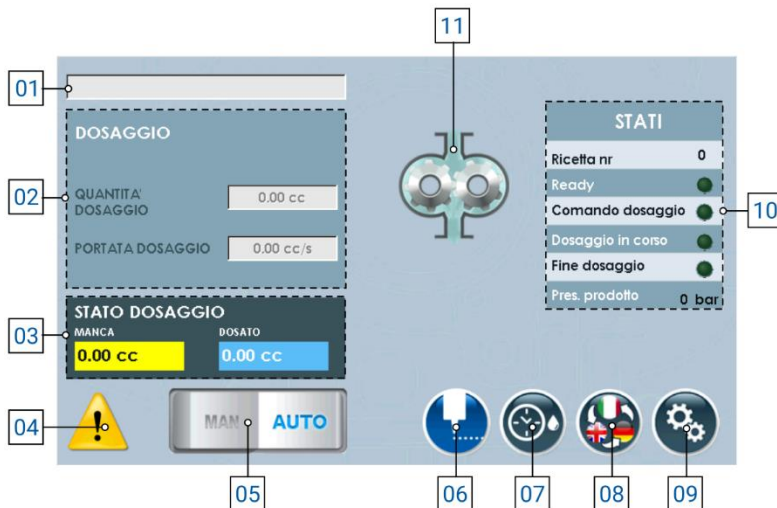 11
01
DOSAGGIO
02
QUANTITA'
DOSAGGIO
0.00 cc
PORTATA DOSAGGIO
0.00 cc/s
STATI
Ricetta nr
0
Ready
Comando dosaggio
10
Dosaggio in corso
Fine dosaggio
Pres. prodotto
0 bar
03
STATO DOSAGGIO
MANCA
DOSATO
0.00 cc
0.00 cc
04
MAN
AUTO
05
06
07
08
09